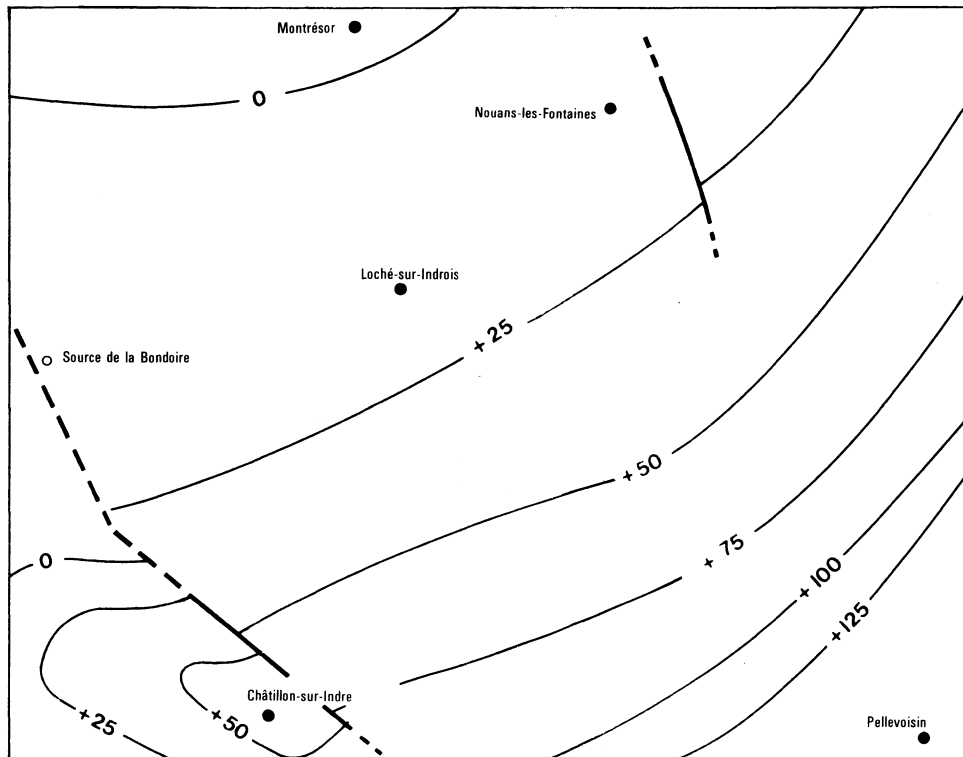 Montrésor
0
Nouans-les-Fontaines
Loché-sur-Indrois
+25
Source de la Bondoire
+50
0
+ 75
+100
+125
Châtillon-sur-Indre
+25
+50
Pellevoisin